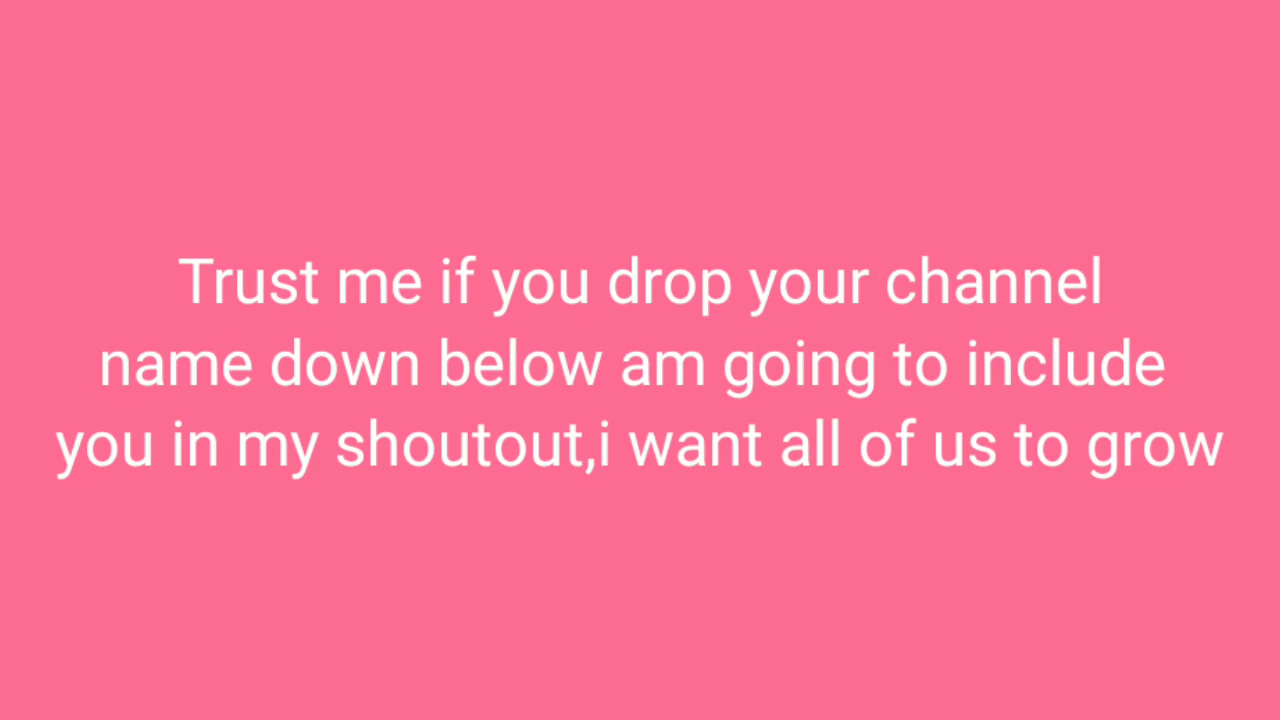 Trust me if you drop your channel
name down below am going to include
you in my shoutout,i want all of us to grow